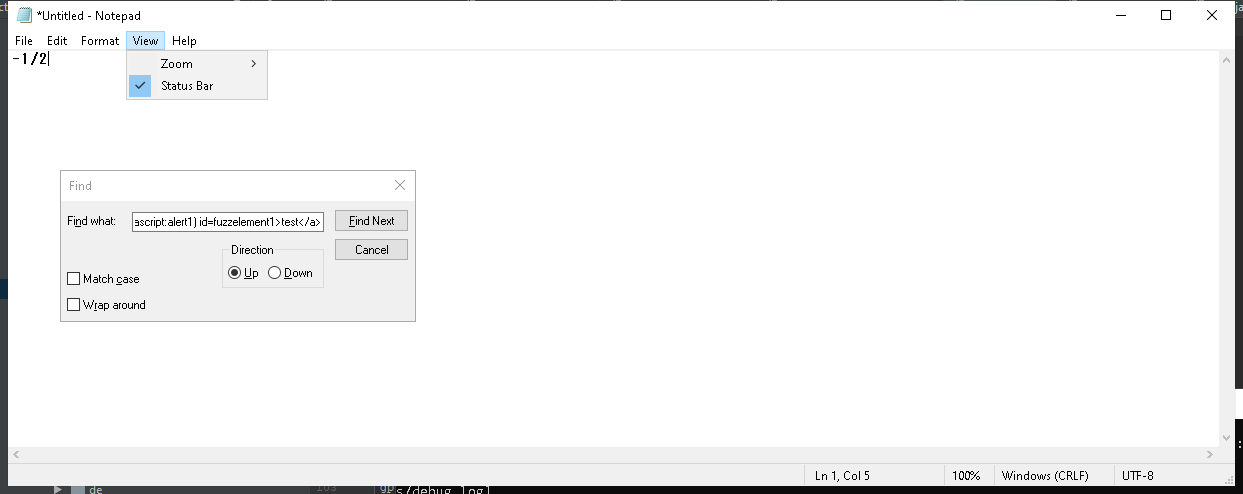 *Untitled - Notepad
File Edit Format View Help
-1/2
Zoom
Status Bar
Find
Find what: ascript:alert1) id=fuzzelement1>test</a>
Find Next
Direction
Cancel
Up Down
Match case
Wrap around
Ln 1, Col 5 100% Windows (CRLF) UTF-8
de